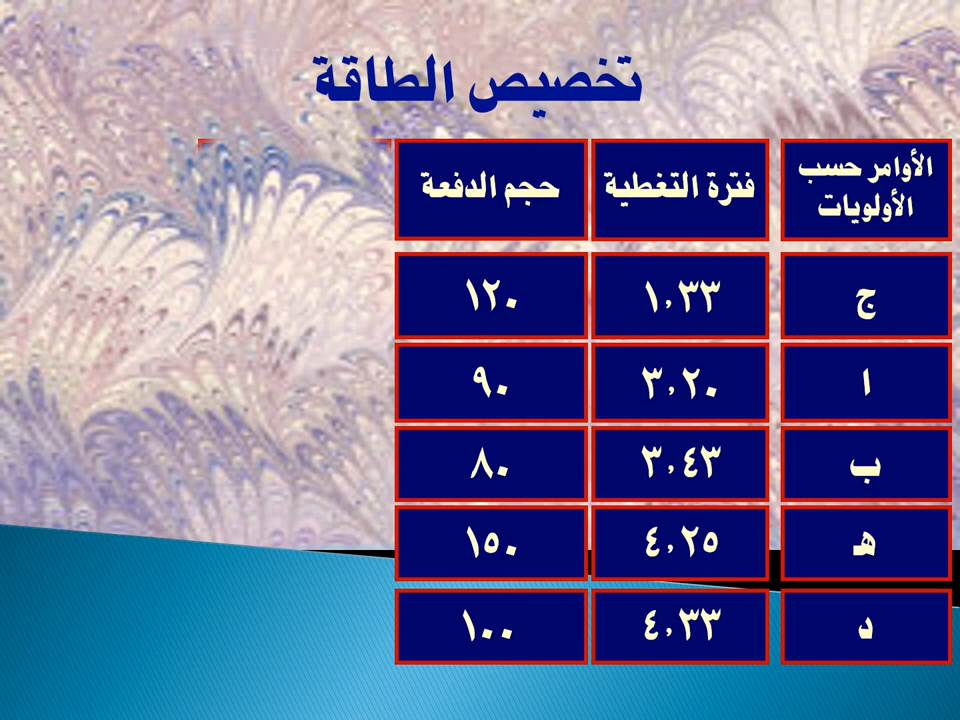 تخصيص الطاقة
الأوامر حسب الأولويات	فترة التغطية	حجم الدفعة
ج	١,٣٣	١٢٠
ا	٣,٢٠	٩٠
ب	٣,٤٣	٨٠
هـ	٤,٢٥	١٥٠
د	٤,٣٣	١٠٠